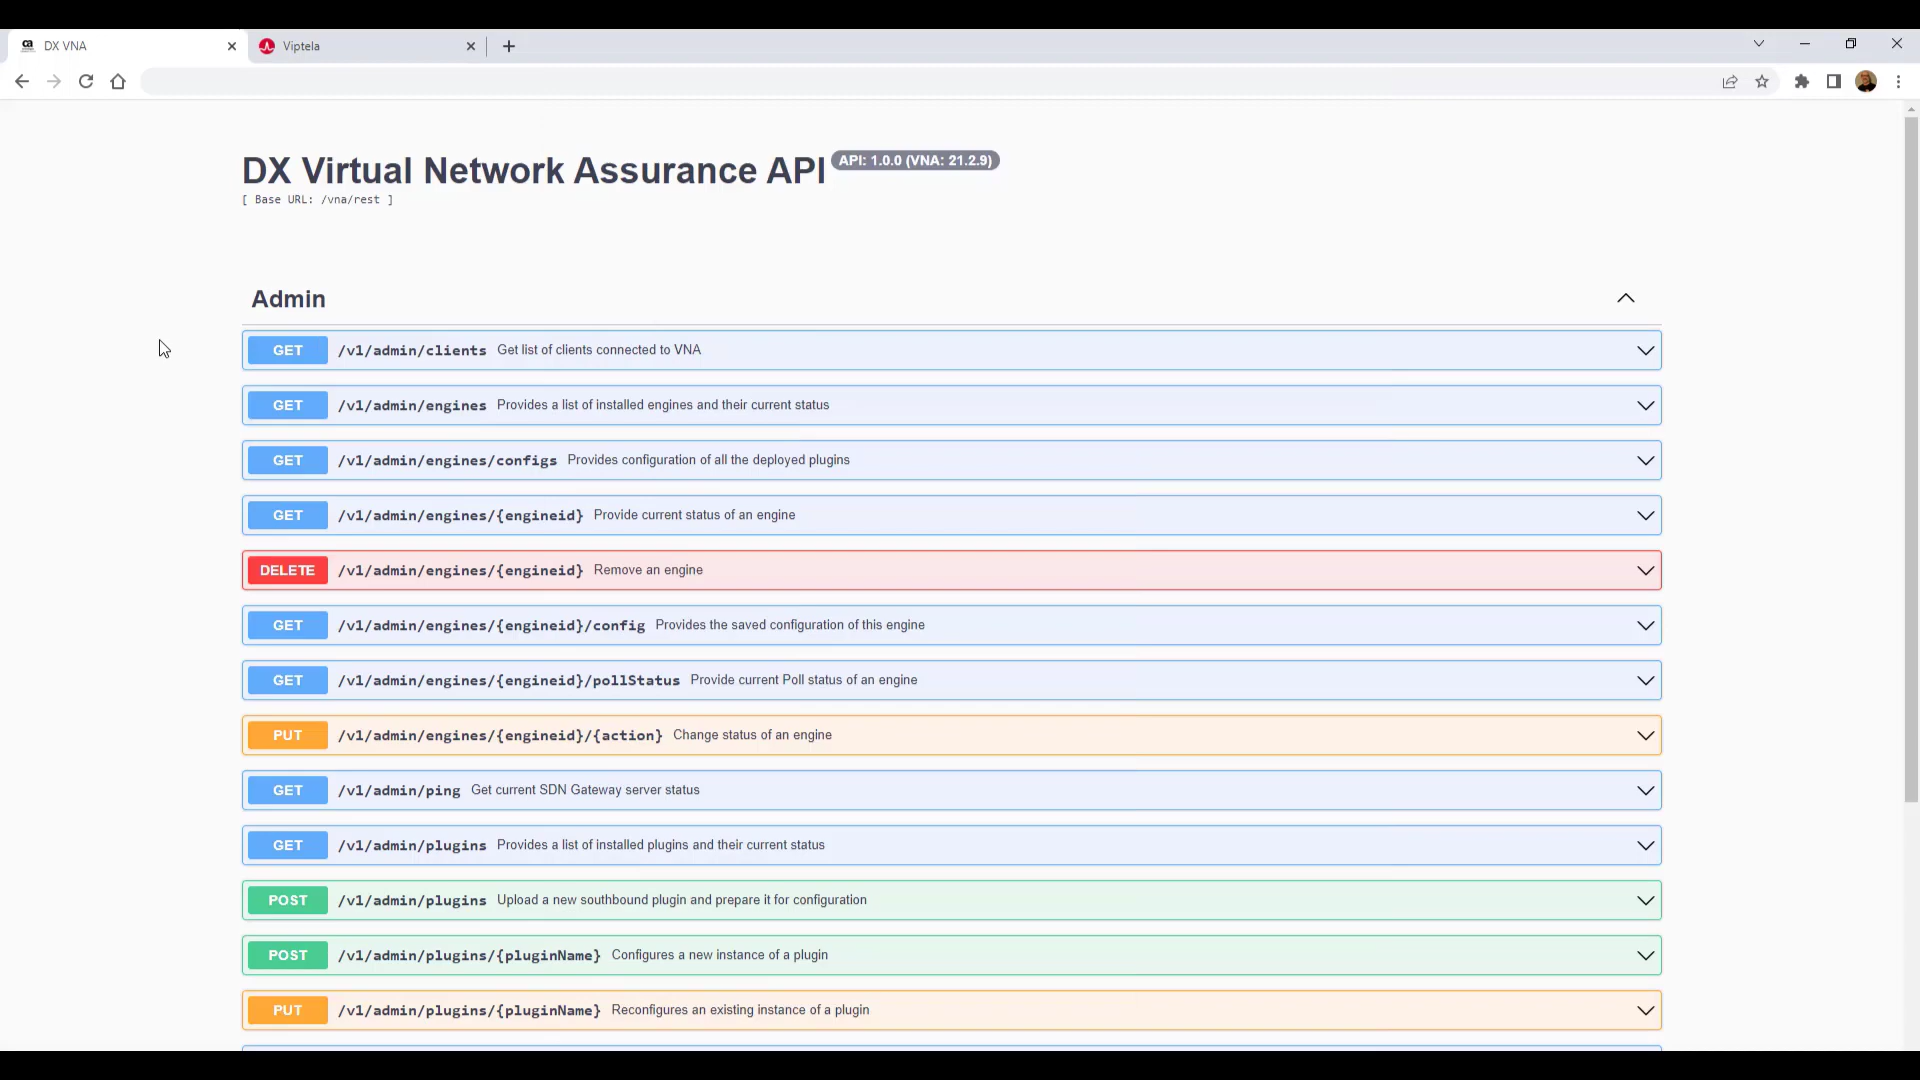 DX VNA
Viptela
DX Virtual Network Assurance API API: 1.0.0 (VNA: 21.2.9)
[ Base URL: /vna/rest ]
Admin
GET /v1/admin/clients Get list of clients connected to VNA
GET /v1/admin/engines Provides a list of installed engines and their current status
GET /v1/admin/engines/configs Provides configuration of all the deployed plugins
GET /v1/admin/engines/{engineid} Provide current status of an engine
DELETE /v1/admin/engines/{engineid} Remove an engine
GET /v1/admin/engines/{engineid}/config Provides the saved configuration of this engine
GET /v1/admin/engines/{engineid}/pollStatus Provide current Poll status of an engine
PUT /v1/admin/engines/{engineid}/{action} Change status of an engine
GET /v1/admin/ping Get current SDN Gateway server status
GET /v1/admin/plugins Provides a list of installed plugins and their current status
POST /v1/admin/plugins Upload a new southbound plugin and prepare it for configuration
POST /v1/admin/plugins/{pluginName} Configures a new instance of a plugin
PUT /v1/admin/plugins/{pluginName} Reconfigures an existing instance of a plugin